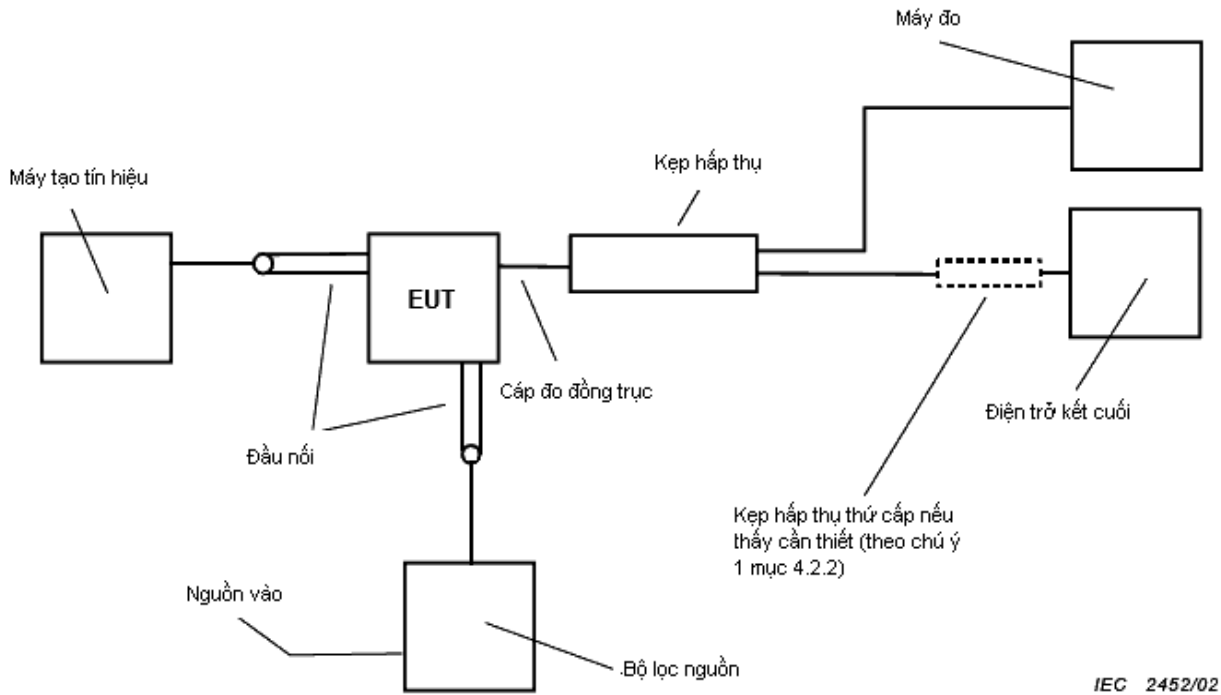 Máy đo
Kẹp hấp thụ
Máy tạo tín hiệu
EUT
Cáp đo đồng trục
Điện trở kết cuối
Đầu nối
Kẹp hấp thụ thứ cấp nếu
thấy cần thiết (theo chú ý
1 mục 4.2.2)
Nguồn vào
Bộ lọc nguồn
IEC 2452/02